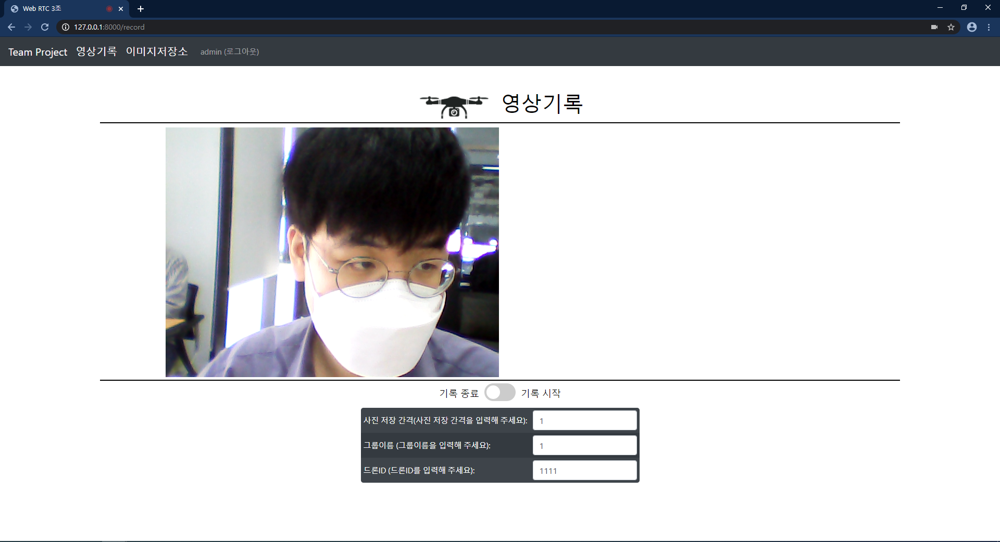 Web RTC 3조
127.0.0.1:8000/record
Team Project 영상기록 이미지저장소 admin (로그아웃)
영상기록
기록 종료 기록 시작
사진 저장 간격(사진 저장 간격을 입력해 주세요): 1
그룹이름 (그룹이름을 입력해 주세요): 1
드론ID (드론ID를 입력해 주세요): 1111